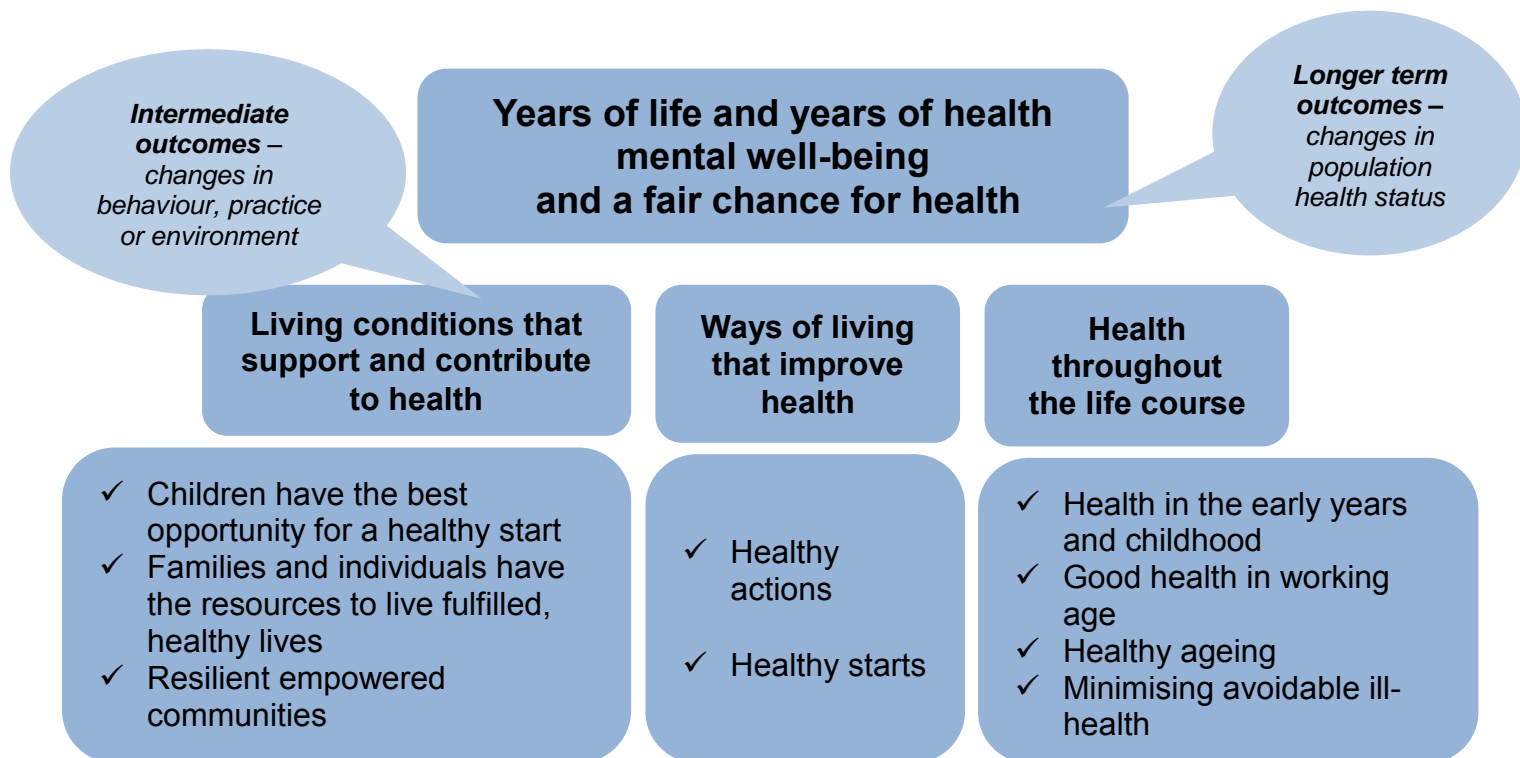 Intermediate
outcomes –
changes in
behaviour, practice
or environment
Years of life and years of health
mental well-being
and a fair chance for health
Longer term
outcomes –
changes in
population
health status
Living conditions that
support and contribute
to health
Ways of living
that improve
health
Health
throughout
the life course
✓ Children have the best
opportunity for a healthy start
✓ Families and individuals have
the resources to live fulfilled,
healthy lives
✓ Resilient empowered
communities
✓ Healthy
actions
✓ Healthy starts
✓ Health in the early years
and childhood
✓ Good health in working
age
✓ Healthy ageing
✓ Minimising avoidable ill-
health